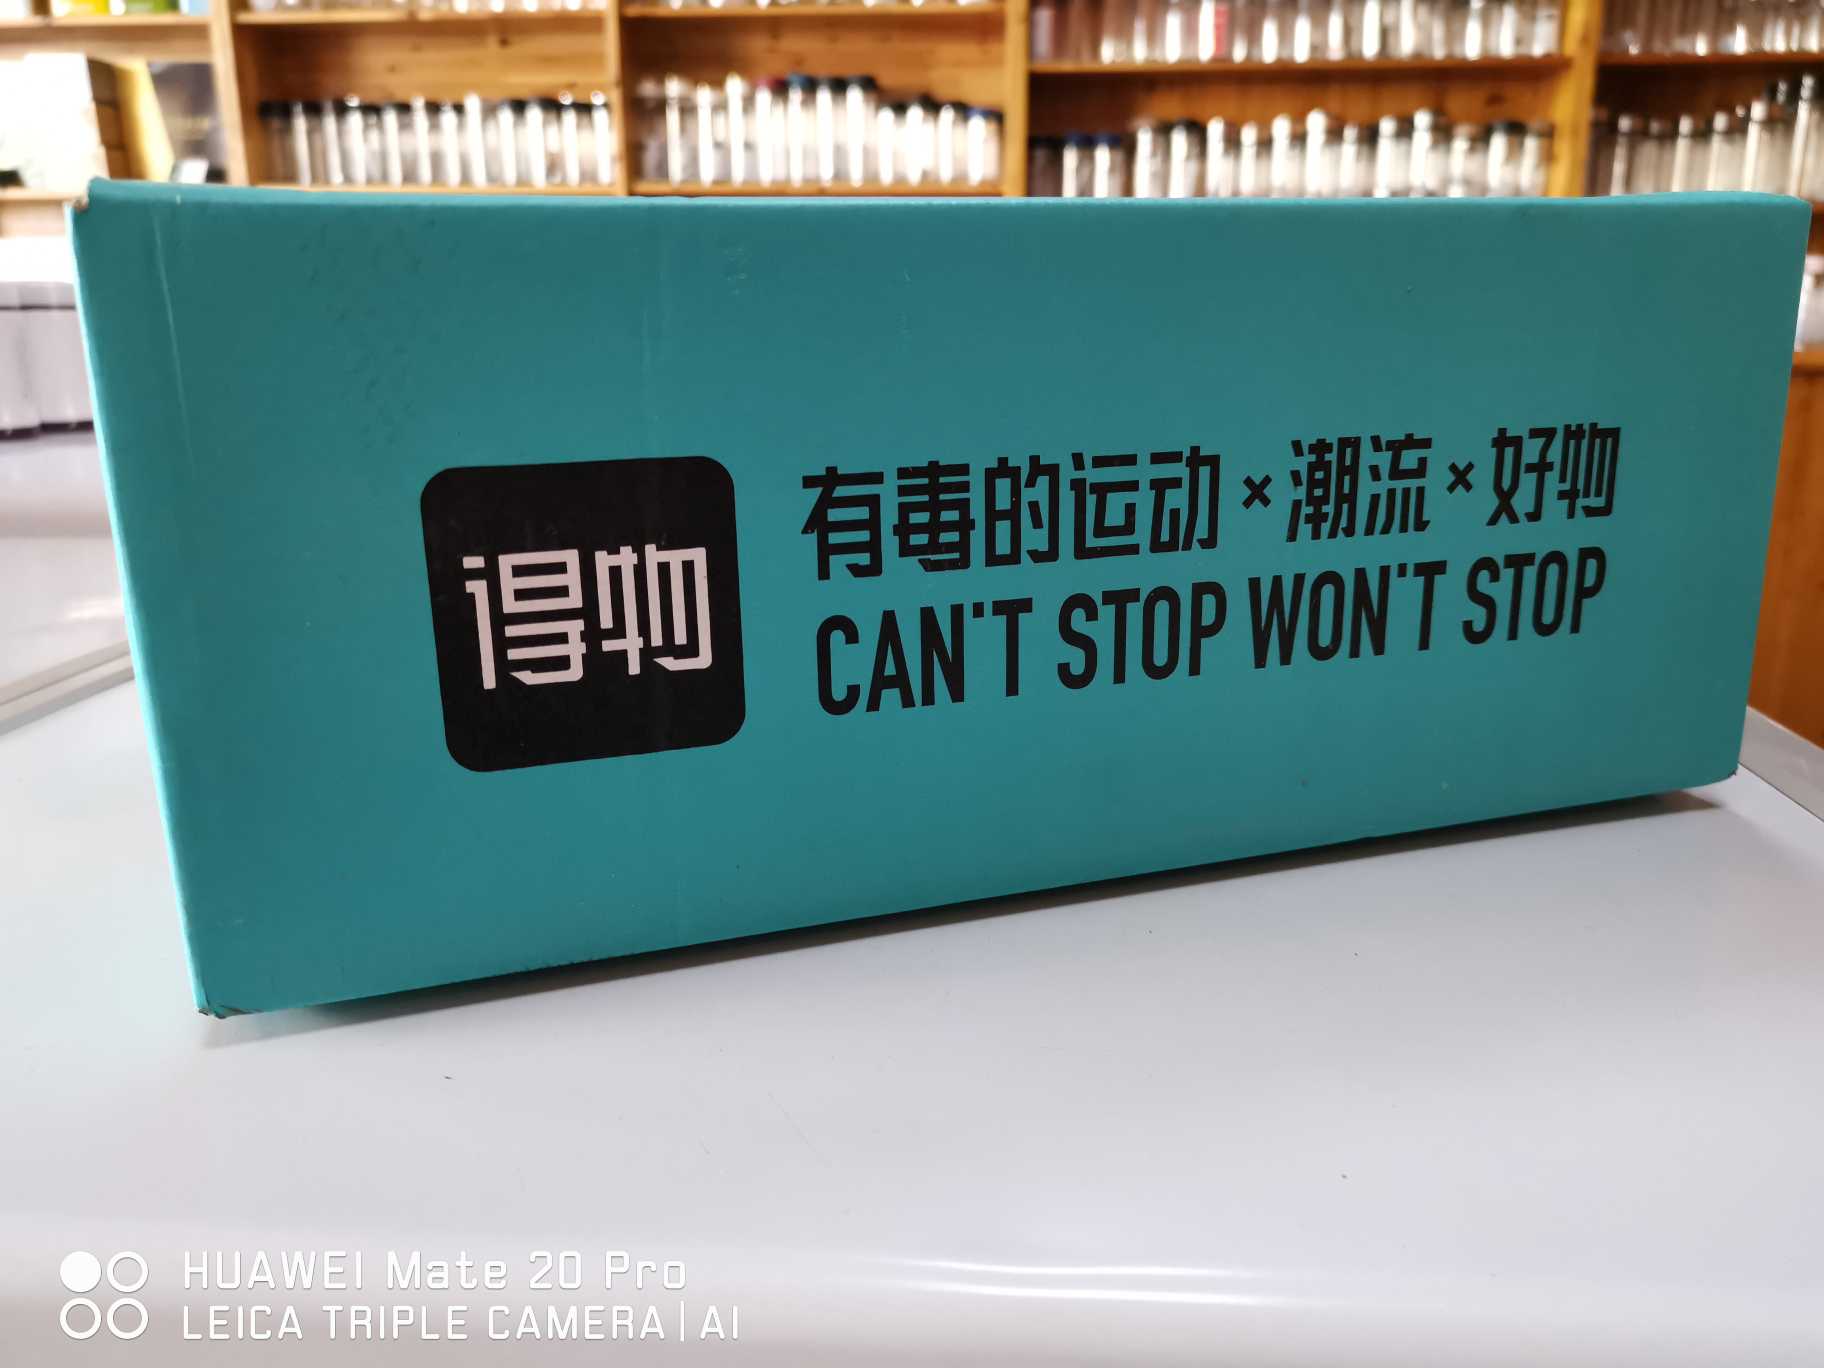 得物
有毒的运动×潮流×好物
CAN'T STOP WON'T STOP
HUAWEI Mate 20 Pro
LEICA TRIPLE CAMERA | AI